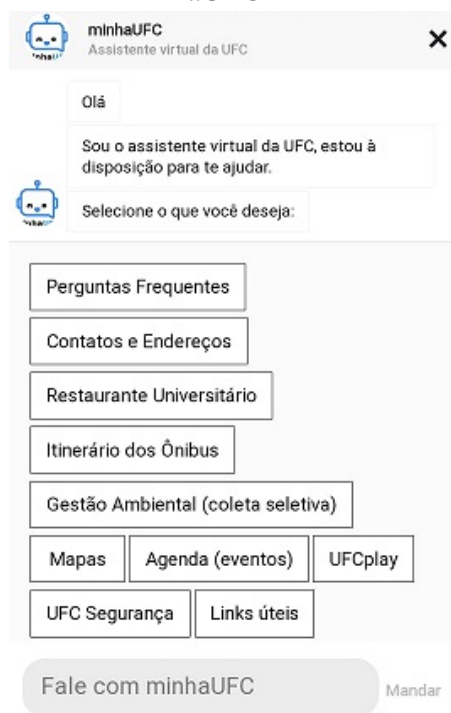 minhaUFC
Assistente virtual da UFC
Olá
Sou o assistente virtual da UFC, estou à
disposição para te ajudar.
Selecione o que você deseja:
Perguntas Frequentes
Contatos e Endereços
Restaurante Universitário
Itinerário dos Ônibus
Gestão Ambiental (coleta seletiva)
Mapas Agenda (eventos) UFCplay
UFC Segurança Links úteis
Fale com minhaUFC Mandar